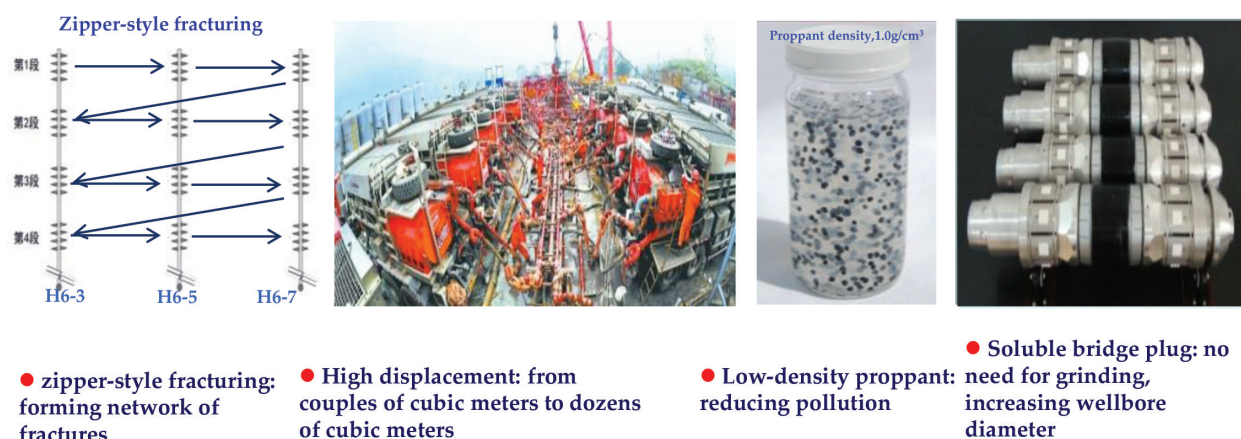 Zipper-style fracturing
第1段
第2段
第3段
第4段
H6-3 H6-5 H6-7
Proppant density,1.0g/cm³
● zipper-style fracturing:
forming network of
fractures
● High displacement: from
couples of cubic meters to dozens
of cubic meters
● Low-density proppant:
reducing pollution
● Soluble bridge plug: no
need for grinding,
increasing wellbore
diameter